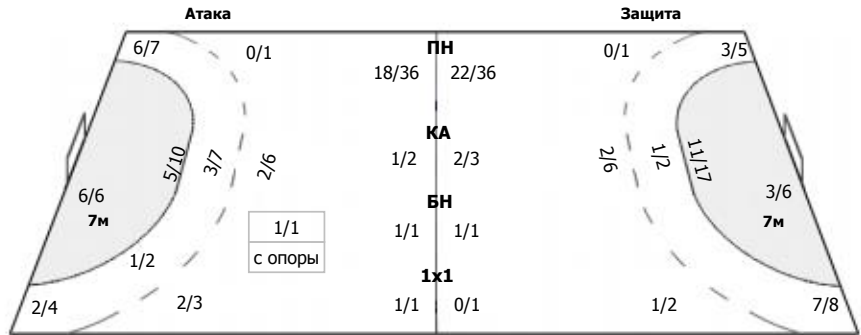 Атака Защита
6/7 0/1 ПН 0/1 3/5
18/36 22/36
КА
5/10 3/7 2/6 1/2 2/3 2/6 1/2 11/17
6/6 БН 3/6
7м 1/1 1/1 1/1 7м
с опоры
1/2 1x1
2/4 2/3 1/1 0/1 1/2 7/8